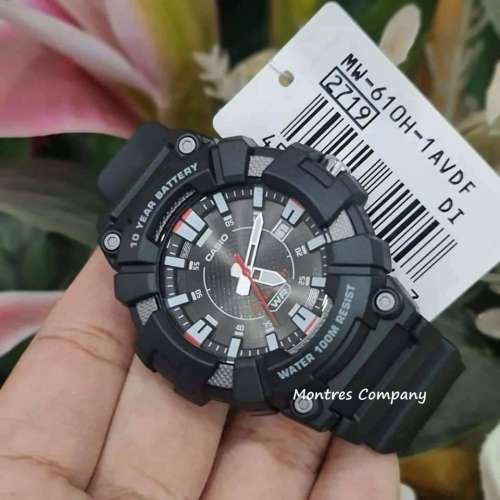 MW-610H-1AVDF
2719
DI
10 YEAR BATTERY
CASIO
WATER 100M RESIST
Montres Company